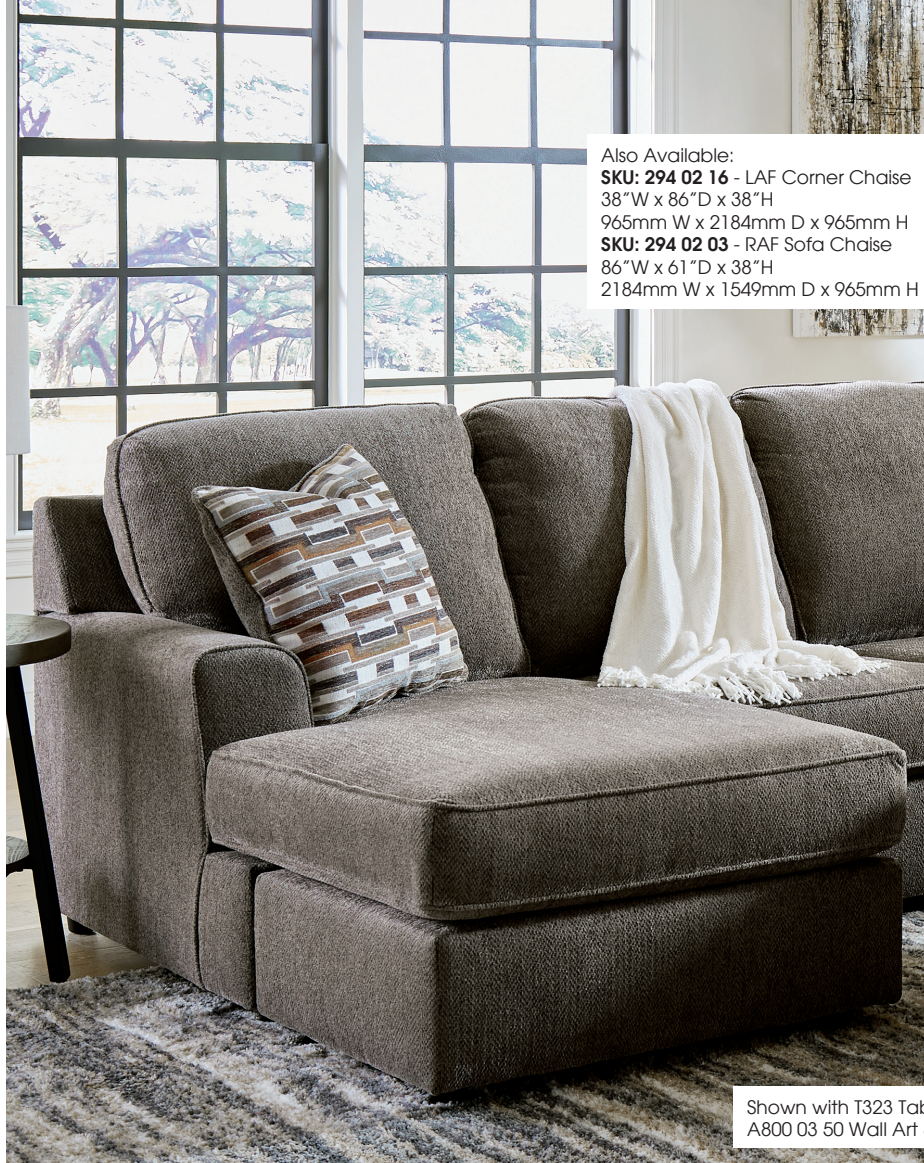 Also Available:
SKU: 294 02 16 - LAF Corner Chaise
38"W x 86"D x 38"H
965mm W x 2184mm D x 965mm H
SKU: 294 02 03 - RAF Sofa Chaise
86"W x 61"D x 38"H
2184mm W x 1549mm D x 965mm H
Shown with T323
A800 03 50 Wall Art